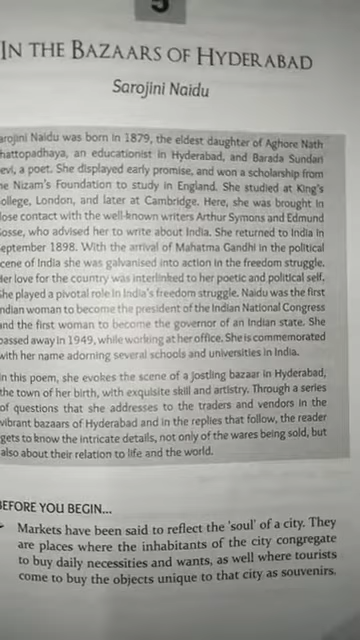 5
IN THE BAZAARS OF HYDERABAD
Sarojini Naidu
arojini Naidu was born in 1879, the eldest daughter of Aghore Nath
hattopadhaya, an educationist in Hyderabad, and Barada Sundari
evi, a poet. She displayed early promise, and won a scholarship from
he Nizam's Foundation to study in England. She studied at King's
ollege, London, and later at Cambridge. Here, she was brought in
lose contact with the well-known writers Arthur Symons and Edmund
osse, who advised her to write about India. She returned to India in
eptember 1898. With the arrival of Mahatma Gandhi in the political
cene of India she was galvanised into action in the freedom struggle.
Her love for the country was interlinked to her poetic and political self.
She played a pivotal role in India's freedom struggle. Naidu was the first
ndian woman to become the president of the Indian National Congress
and the first woman to become the governor of an Indian state. She
passed away in 1949, while working at her office. She is commemorated
with her name adorning several schools and universities in India.
In this poem, she evokes the scene of a jostling bazaar in Hyderabad,
the town of her birth, with exquisite skill and artistry. Through a series
of questions that she addresses to the traders and vendors in the
vibrant bazaars of Hyderabad and in the replies that follow, the reader
gets to know the intricate details, not only of the wares being sold, but
also about their relation to life and the world.
BEFORE YOU BEGIN...
Markets have been said to reflect the 'soul' of a city. They
are places where the inhabitants of the city congregate
to buy daily necessities and wants, as well where tourists
come to buy the objects unique to that city as souvenirs.